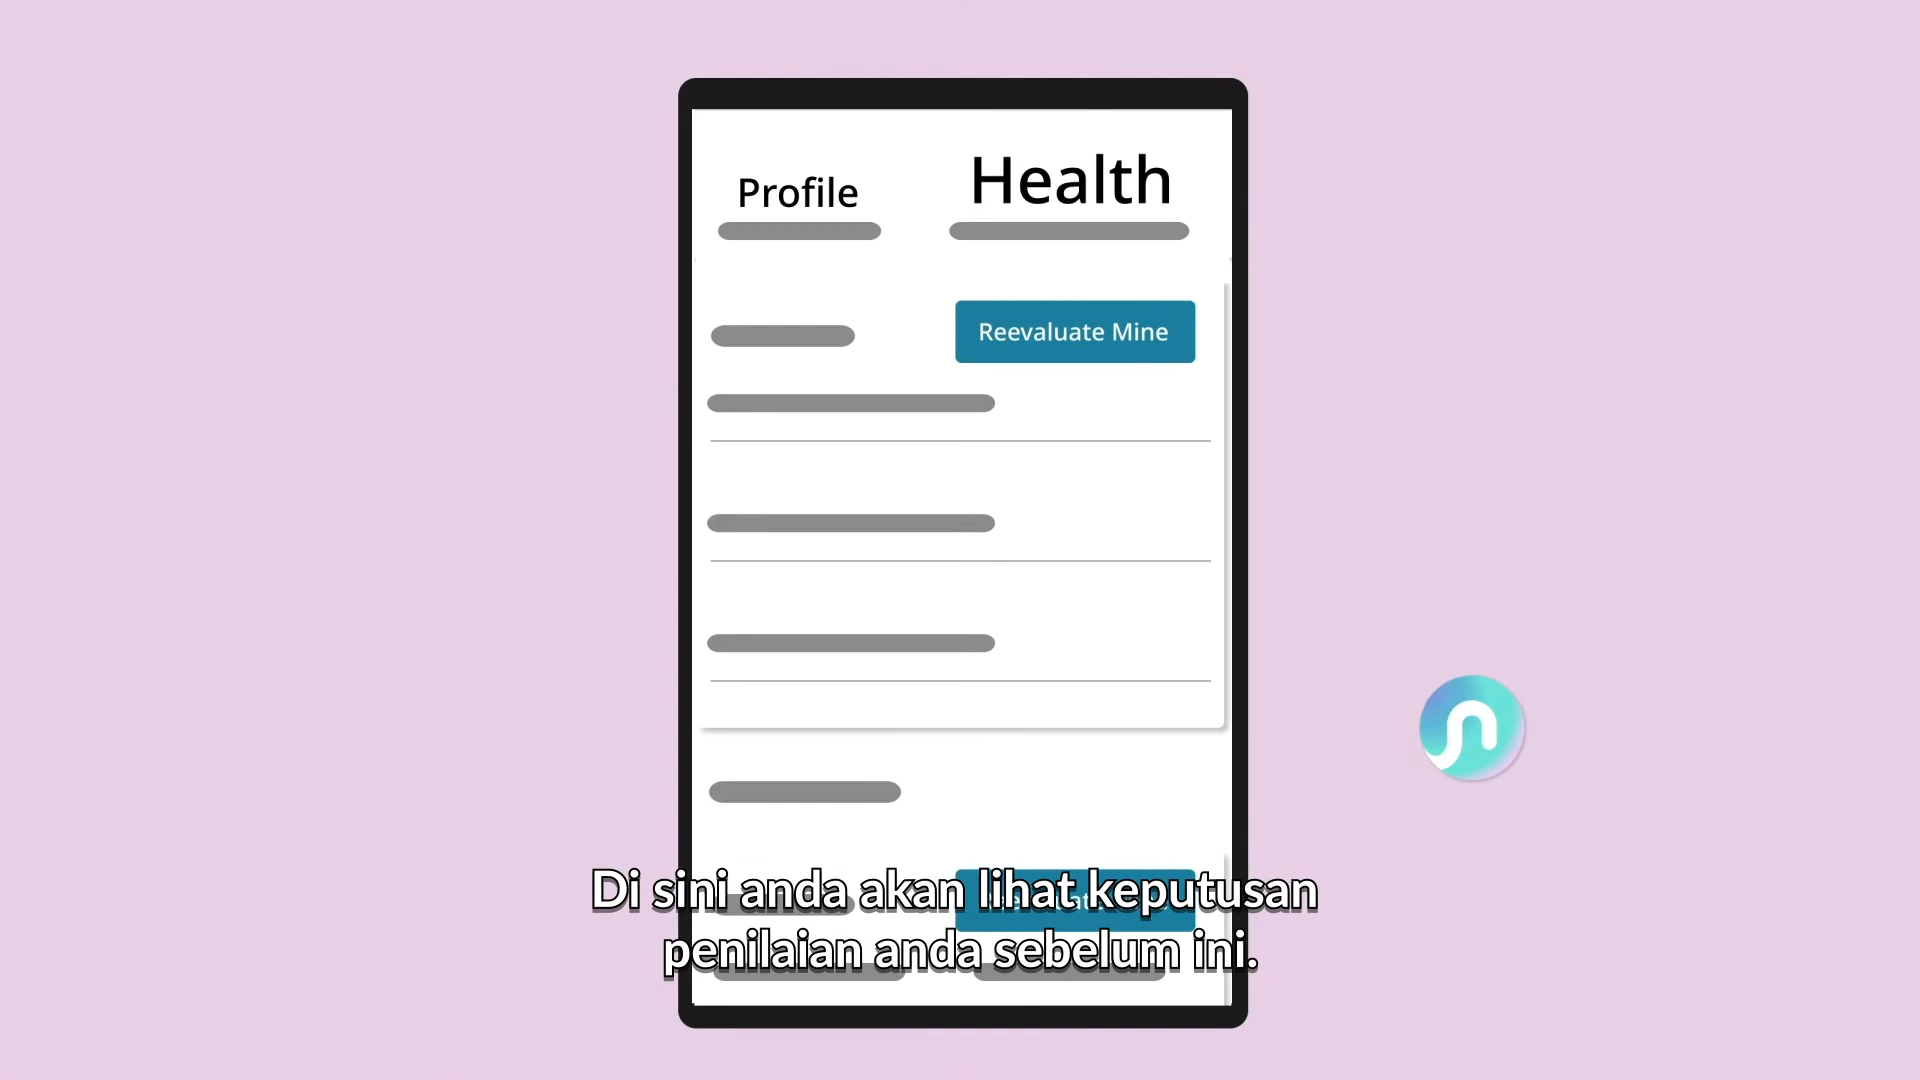 Profile
Health
Reevaluate Mine
Di sini anda akan lihat keputusan
penilaian anda sebelum ini.